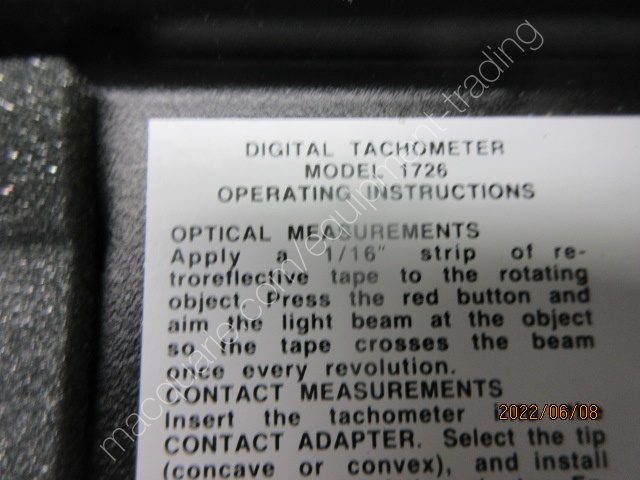 DIGITAL TACHOMETER
MODEL 1726
OPERATING INSTRUCTIONS
OPTICAL MEASUREMENTS
Apply a 1/16" strip of re-
troreflective tape to the rotating
object. Press the red button and
aim the light beam at the object
so the tape crosses the beam
once every revolution.
CONTACT MEASUREMENTS
Insert the tachometer
CONTACT ADAPTER. Select the tip
(concave or convex), and install
2022/06/08
macquarie.com/equipment-trading